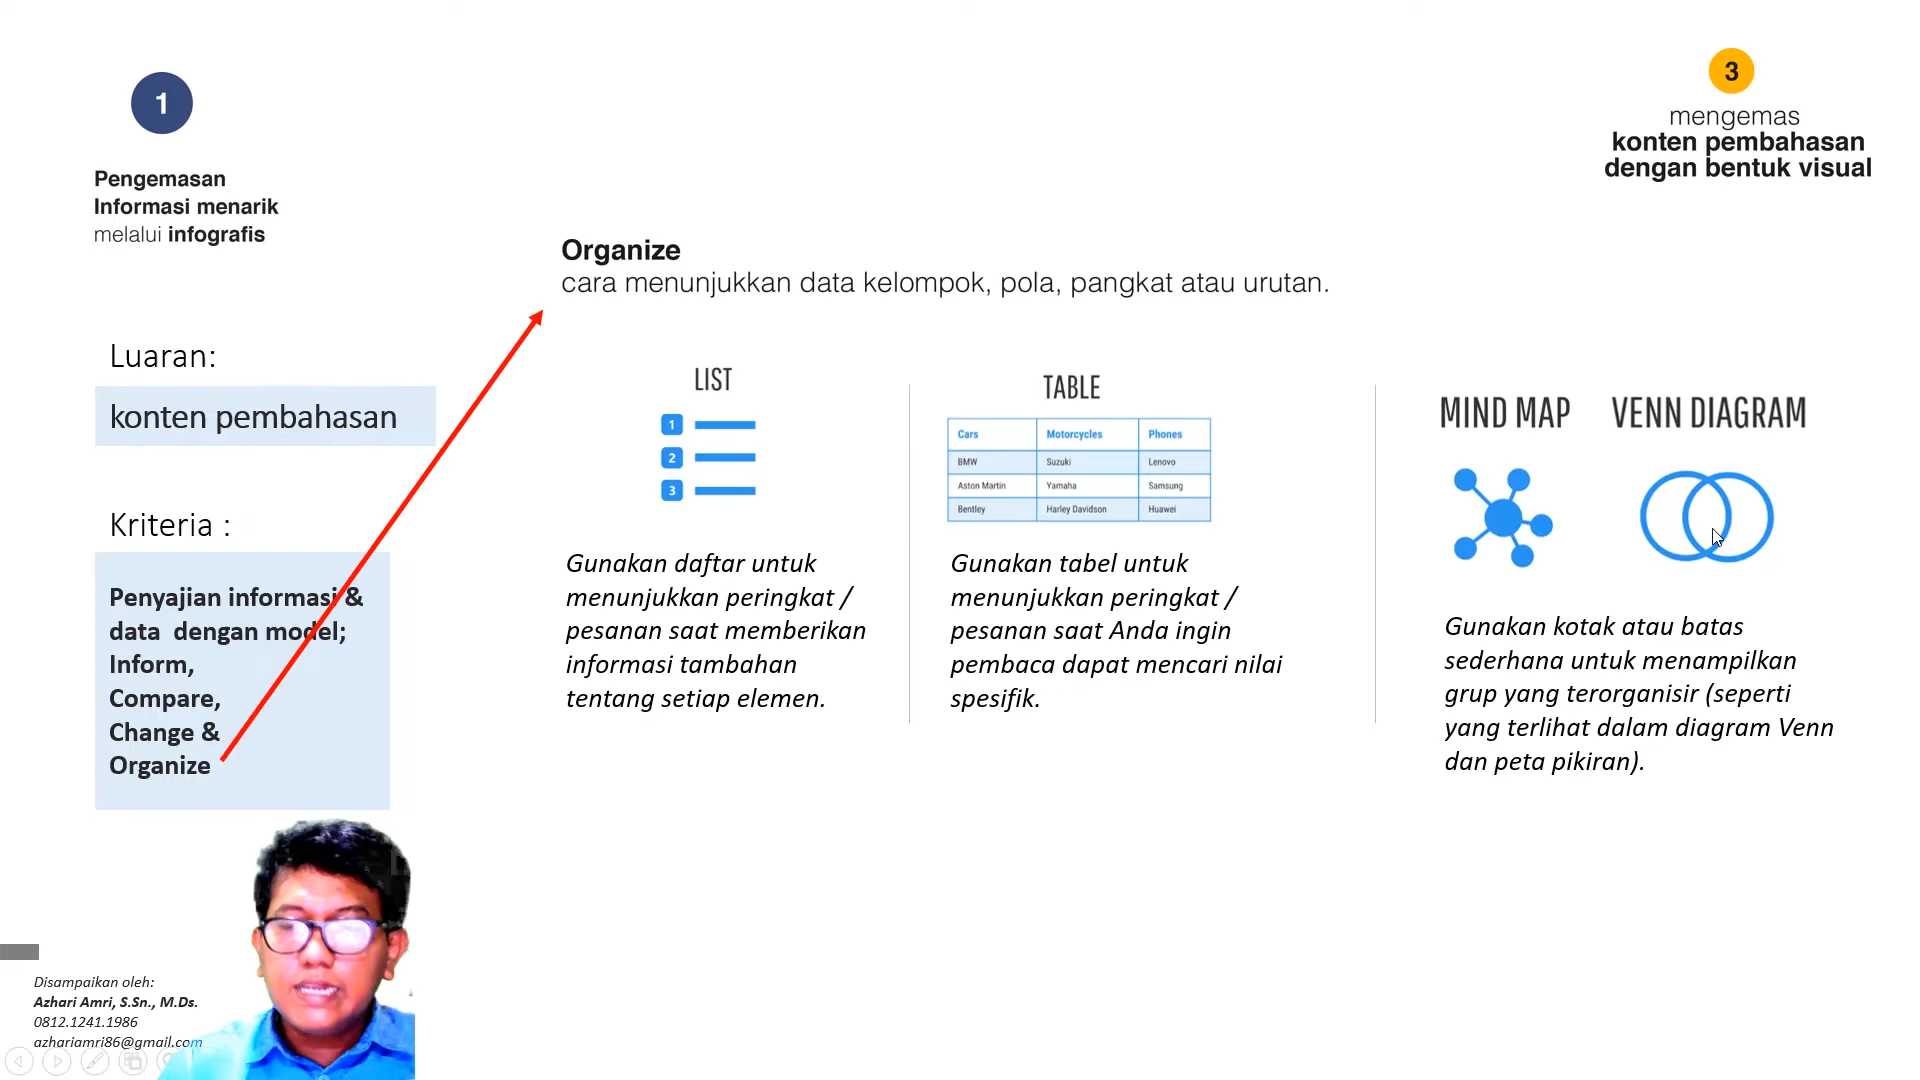 1
Pengemasan
Informasi menarik
melalui infografis
3
mengemas
konten pembahasan
dengan bentuk visual
Organize
cara menunjukkan data kelompok, pola, pangkat atau urutan.
Luaran:
konten pembahasan
Kriteria :
Penyajian informasi &
data dengan model;
Inform,
Compare,
Change &
Organize
LIST
1
2
3
Gunakan daftar untuk
menunjukkan peringkat /
pesanan saat memberikan
informasi tambahan
tentang setiap elemen.
TABLE
Cars Motorcycles Phones
BMW Suzuki Lenovo
Aston Martin Yamaha Samsung
Bentley Harley Davidson Huawei
Gunakan tabel untuk
menunjukkan peringkat /
pesanan saat Anda ingin
pembaca dapat mencari nilai
spesifik.
MIND MAP VENN DIAGRAM
Gunakan kotak atau batas
sederhana untuk menampilkan
grup yang terorganisir (seperti
yang terlihat dalam diagram Venn
dan peta pikiran).
Disampaikan oleh:
Azhari Amri, S.Sn., M.Ds.
0812.1241.1986
azhariamri86@gmail.com